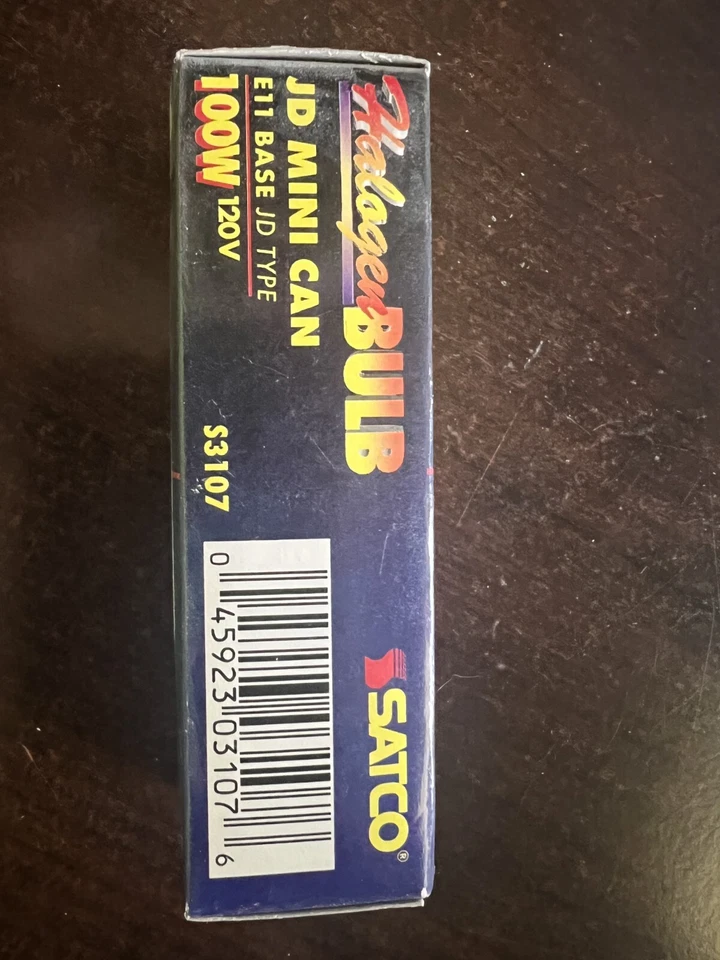 Halogen BULB
JD MINI CAN
E11 BASE JD TYPE
100W 120V
S3107
SATCO®
0 45923 03107 6